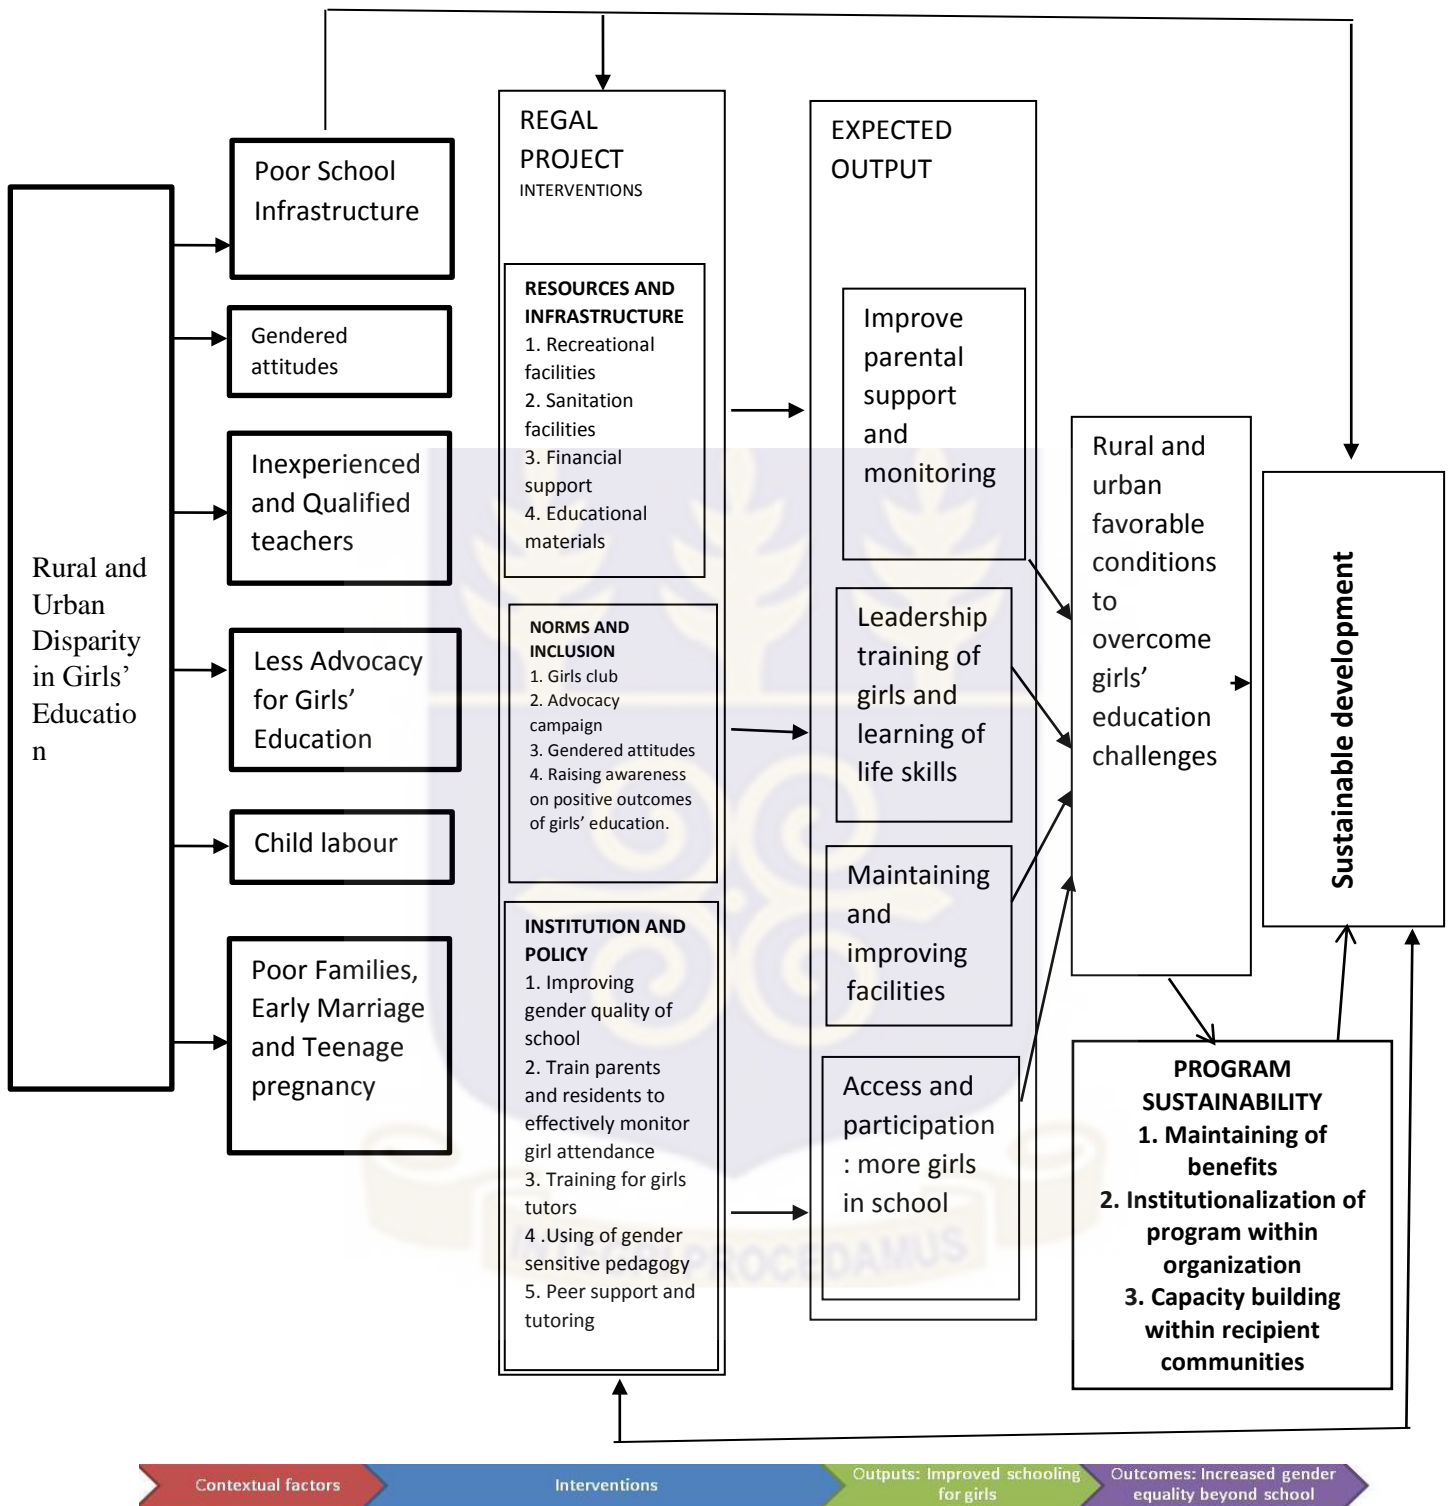 Rural and
Urban
Disparity
in Girls’
Educatio
n
Poor School
Infrastructure
Gendered
attitudes
Inexperienced
and Qualified
teachers
Less Advocacy
for Girls’
Education
Child labour
Poor Families,
Early Marriage
and Teenage
pregnancy
REGAL
PROJECT
INTERVENTIONS
RESOURCES AND
INFRASTRUCTURE
1. Recreational
facilities
2. Sanitation
facilities
3. Financial
support
4. Educational
materials
NORMS AND
INCLUSION
1. Girls club
2. Advocacy
campaign
3. Gendered attitudes
4. Raising awareness
on positive outcomes
of girls’ education.
INSTITUTION AND
POLICY
1. Improving
gender quality of
school
2. Train parents
and residents to
effectively monitor
girl attendance
3. Training for girls
tutors
4 .Using of gender
sensitive pedagogy
5. Peer support and
tutoring
EXPECTED
OUTPUT
Improve
parental
support
and
monitoring
Leadership
training of
girls and
learning of
life skills
Maintaining
and
improving
facilities
Access and
participation
: more girls
in school
Rural and
urban
favorable
conditions
to
overcome
girls’
education
challenges
Sustainable development
PROGRAM
SUSTAINABILITY
1. Maintaining of
benefits
2. Institutionalization of
program within
organization
3. Capacity building
within recipient
communities
INTEGRI PROCEDAMUS
Contextual factors
Interventions
Outputs: Improved schooling
for girls
Outcomes: Increased gender
equality beyond school